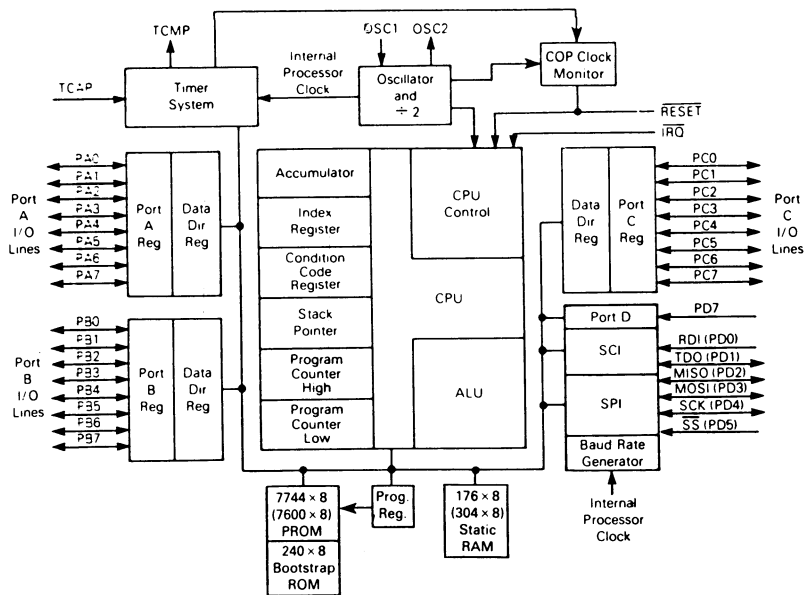 TCMP
OSC1
OSC2
Internal
Processor
Clock
TCAP
Timer
System
Oscillator
and
÷ 2
COP Clock
Monitor
RESET
IRQ
Port
A
I/O
Lines
PA0
PA1
PA2
PA3
PA4
PA5
PA6
PA7
Port
A
Reg
Data
Dir
Reg
Accumulator
Index
Register
Condition
Code
Register
Stack
Pointer
Program
Counter
High
Program
Counter
Low
CPU
Control
CPU
ALU
Data
Dir
Reg
Port
C
Reg
PC0
PC1
PC2
PC3
PC4
PC5
PC6
PC7
Port
C
I/O
Lines
Port
B
I/O
Lines
PB0
PB1
PB2
PB3
PB4
PB5
PB6
PB7
Port
B
Reg
Data
Dir
Reg
Port D
SCI
SPI
Baud Rate
Generator
PD7
RDI (PD0)
TDO (PD1)
MISO (PD2)
MOSI (PD3)
SCK (PD4)
SS (PD5)
Internal
Processor
Clock
7744 × 8
(7600 × 8)
PROM
240 × 8
Bootstrap
ROM
Prog.
Reg.
176 × 8
(304 × 8)
Static
RAM